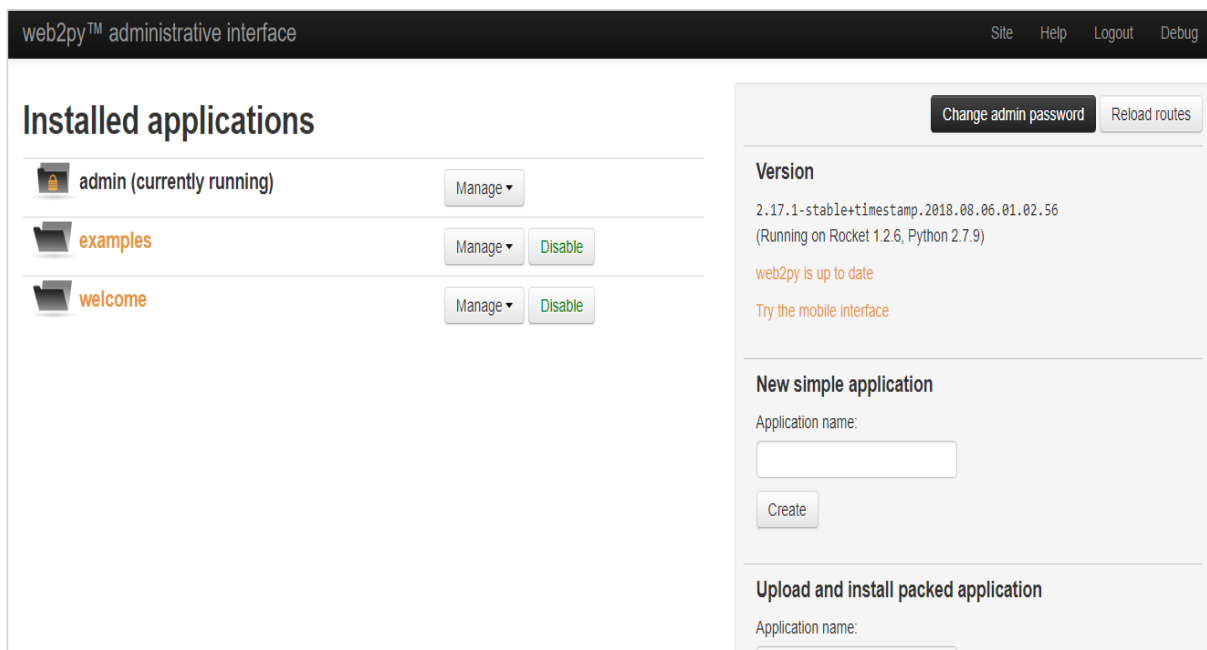 web2py™ administrative interface
Site Help Logout Debug
Installed applications
admin (currently running) Manage
examples Manage Disable
welcome Manage Disable
Change admin password Reload routes
Version
2.17.1-stable+timestamp.2018.08.06.01.02.56
(Running on Rocket 1.2.6, Python 2.7.9)
web2py is up to date
Try the mobile interface
New simple application
Application name:
Create
Upload and install packed application
Application name: